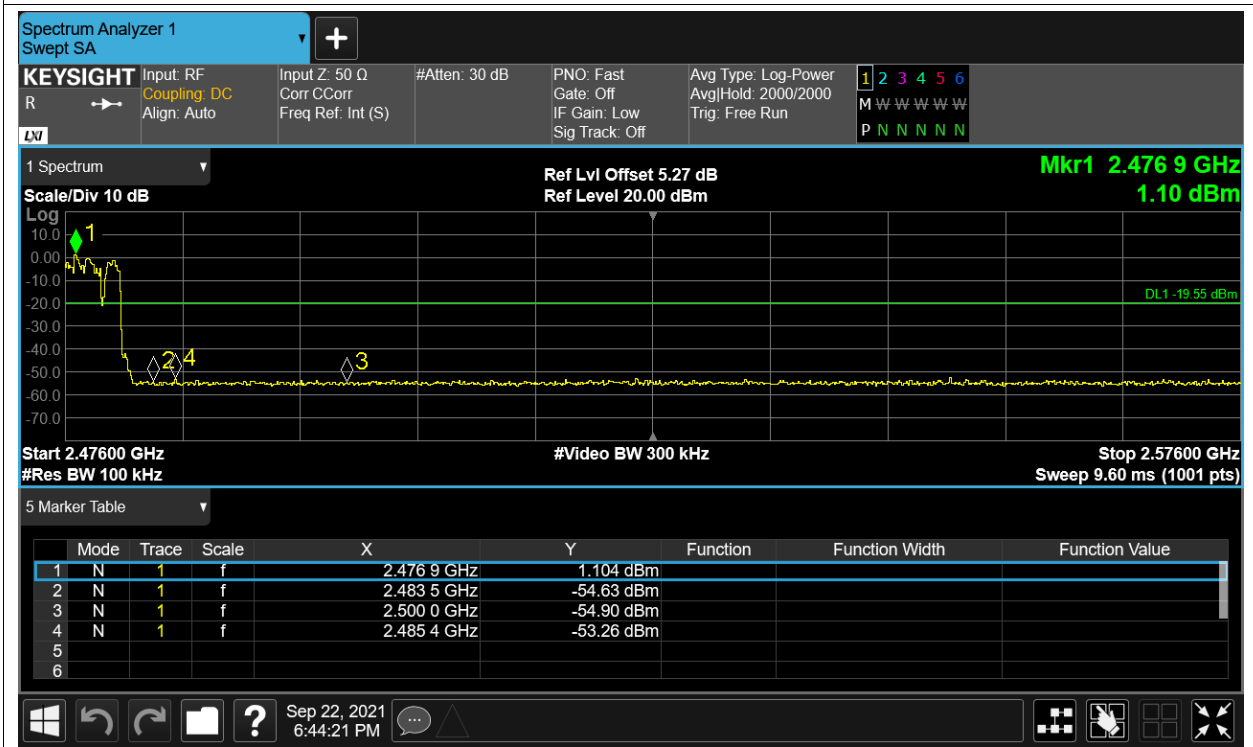 Spectrum Analyzer 1
Swept SA
+
KEYSIGHT Input: RF Input Z: 50 Ω #Atten: 30 dB PNO: Fast Avg Type: Log-Power 1 2 3 4 5 6
R Coupling: DC Corr CCorr Gate: Off Avg|Hold: 2000/2000 M W W W W W
Align: Auto Freq Ref: Int (S) IF Gain: Low Trig: Free Run
LXI Sig Track: Off P N N N N N
1 Spectrum Ref Lvl Offset 5.27 dB Mkr1 2.476 9 GHz
Scale/Div 10 dB Ref Level 20.00 dBm 1.10 dBm
Log
10.0 1
0.00
-10.0
-20.0 DL1 -19.55 dBm
-30.0
-40.0 2 4 3
-50.0
-60.0
-70.0
Start 2.47600 GHz #Video BW 300 kHz Stop 2.57600 GHz
#Res BW 100 kHz Sweep 9.60 ms (1001 pts)
5 Marker Table
Mode Trace Scale X Y Function Function Width Function Value
1 N 1 f 2.476 9 GHz 1.104 dBm
2 N 1 f 2.483 5 GHz -54.63 dBm
3 N 1 f 2.500 0 GHz -54.90 dBm
4 N 1 f 2.485 4 GHz -53.26 dBm
5
6
? Sep 22, 2021
6:44:21 PM